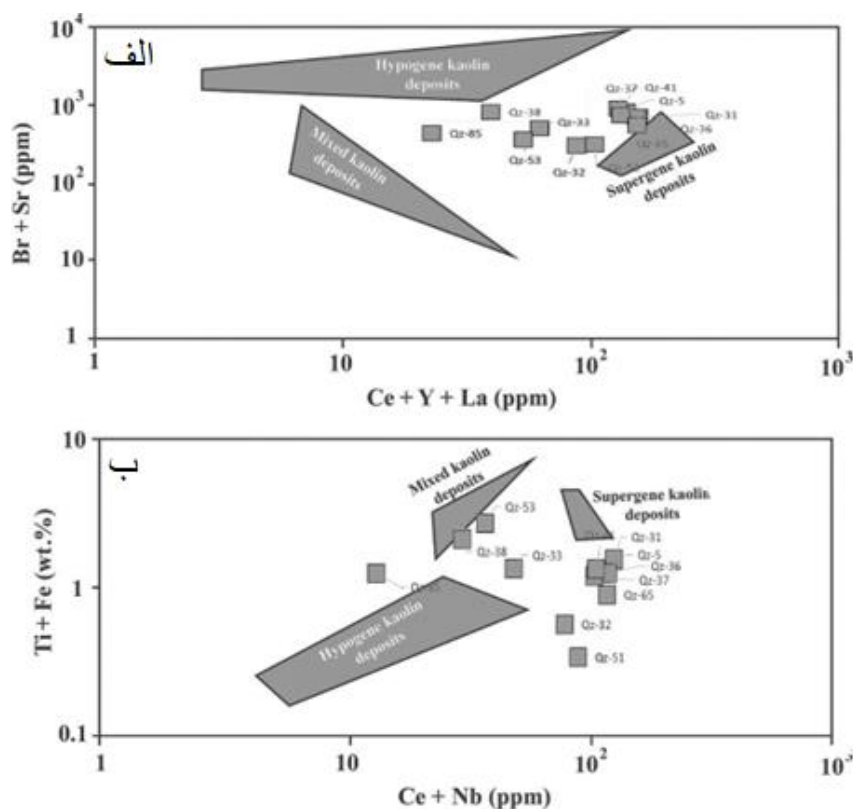 الف
10⁴
10³
10²
10
1
Br + Sr (ppm)
Hypogene kaolin
deposits
Mixed kaolin
deposits
Supergene kaolin
deposits
Qz-37
Qz-41
Qz-5
Qz-31
Qz-36
Qz-38
Qz-33
Qz-85
Qz-53
Qz-32
1
10
10²
10³
Ce + Y + La (ppm)
ب
10
1
0.1
Ti + Fe (wt.%)
Mixed kaolin
deposits
Supergene kaolin
deposits
Hypogene kaolin
deposits
Qz-53
Qz-38
Qz-33
Qz-31
Qz-5
Qz-36
Qz-37
Qz-65
Qz-32
Qz-51
1
10
10²
10³
Ce + Nb (ppm)